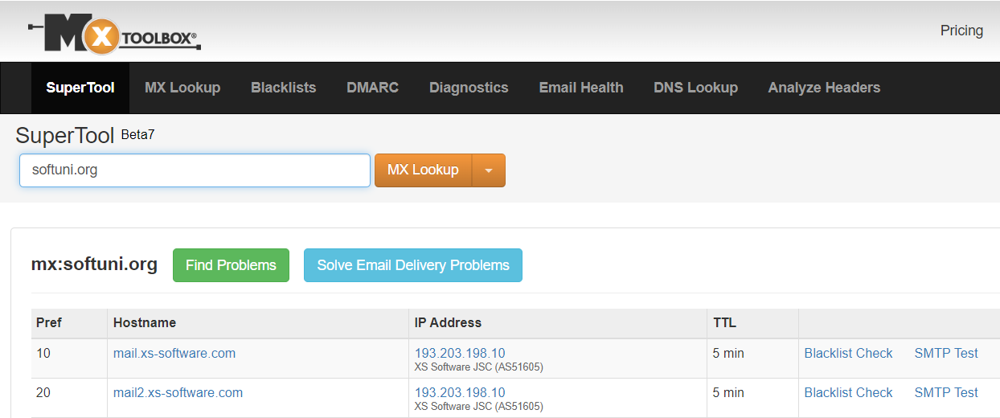 MX TOOLBOX®
Pricing
SuperTool MX Lookup Blacklists DMARC Diagnostics Email Health DNS Lookup Analyze Headers
SuperTool Beta7
softuni.org MX Lookup
mx:softuni.org Find Problems Solve Email Delivery Problems
Pref Hostname IP Address TTL
10 mail.xs-software.com 193.203.198.10 5 min Blacklist Check SMTP Test
XS Software JSC (AS51605)
20 mail2.xs-software.com 193.203.198.10 5 min Blacklist Check SMTP Test
XS Software JSC (AS51605)